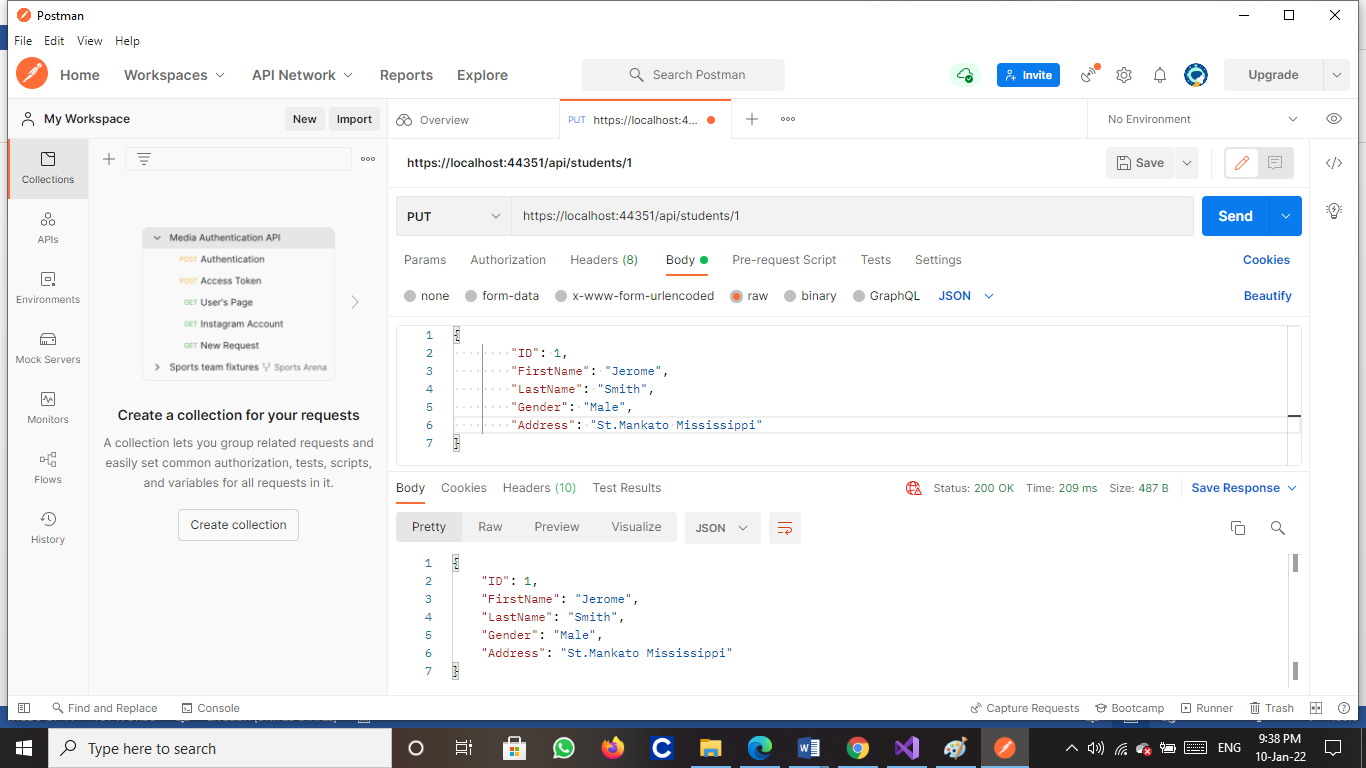 Postman
File Edit View Help
Home Workspaces API Network Reports Explore Search Postman Invite Upgrade
My Workspace New Import
Overview PUT https://localhost:4... No Environment
Collections
APIs
Environments
Mock Servers
Monitors
Flows
History
Media Authentication API
POST Authentication
POST Access Token
GET User's Page
GET Instagram Account
GET New Request
Sports team fixtures Sports Arena
Create a collection for your requests
A collection lets you group related requests and
easily set common authorization, tests, scripts,
and variables for all requests in it.
Create collection
https://localhost:44351/api/students/1 Save
PUT https://localhost:44351/api/students/1 Send
Params Authorization Headers (8) Body Pre-request Script Tests Settings Cookies
none form-data x-www-form-urlencoded raw binary GraphQL JSON Beautify
1 {
2 "ID": 1,
3 "FirstName": "Jerome",
4 "LastName": "Smith",
5 "Gender": "Male",
6 "Address": "St.Mankato Mississippi"
7 }
Body Cookies Headers (10) Test Results Status: 200 OK Time: 209 ms Size: 487 B Save Response
Pretty Raw Preview Visualize JSON
1 {
2 "ID": 1,
3 "FirstName": "Jerome",
4 "LastName": "Smith",
5 "Gender": "Male",
6 "Address": "St.Mankato Mississippi"
7 }
Find and Replace Console Capture Requests Bootcamp Runner Trash
Type here to search ENG 9:38 PM
10-Jan-22